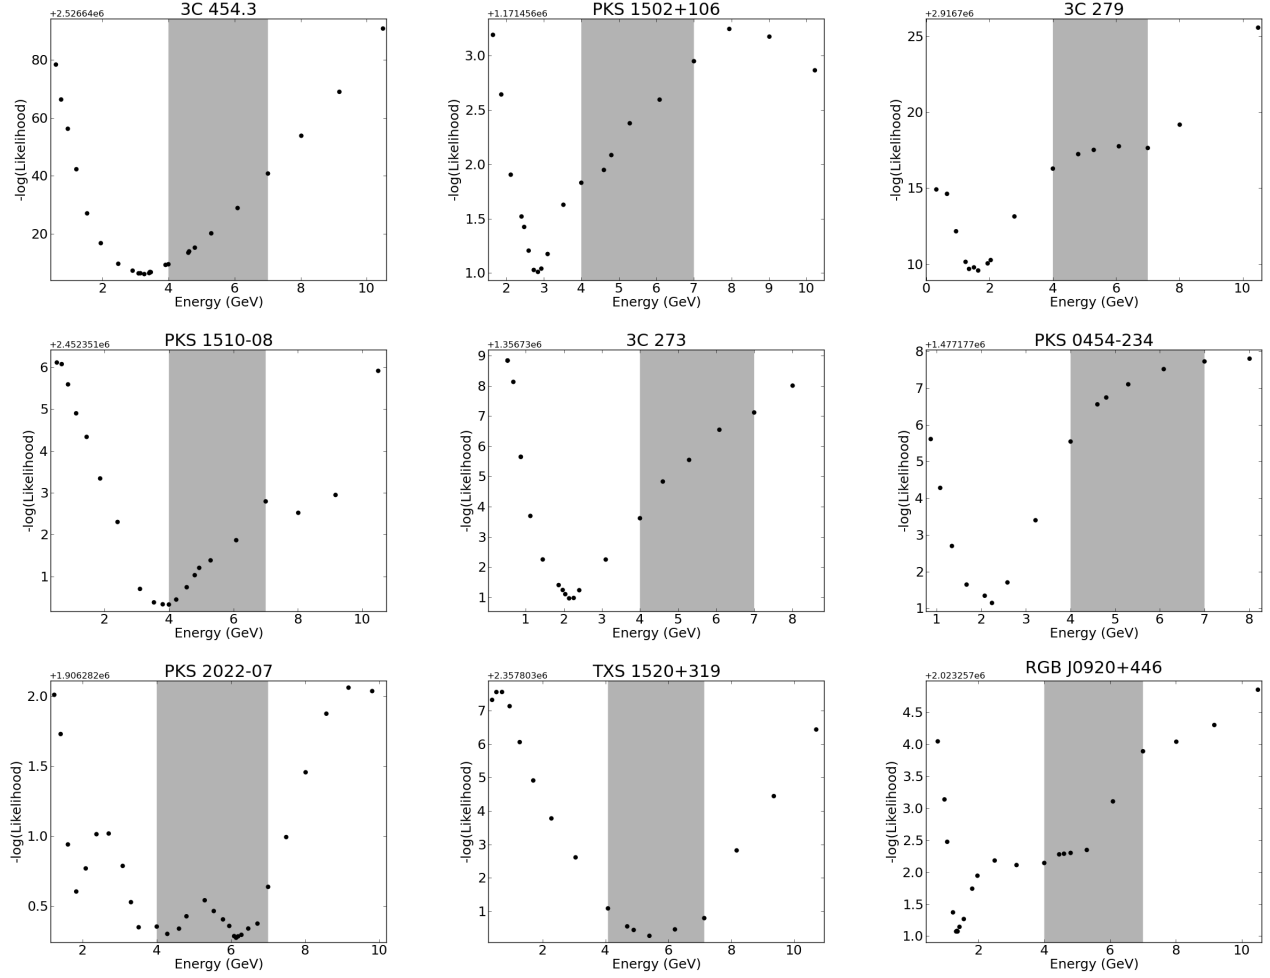 3C 454.3
+2.52664e6
80
60
40
20
-log(Likelihood)
2 4 6 8 10
Energy (GeV)
PKS 1502+106
+1.171456e6
3.0
2.5
2.0
1.5
1.0
-log(Likelihood)
2 3 4 5 6 7 8 9 10
Energy (GeV)
3C 279
+2.9167e6
25
20
15
10
-log(Likelihood)
0 2 4 6 8 10
Energy (GeV)
PKS 1510-08
+2.452351e6
6
5
4
3
2
1
-log(Likelihood)
2 4 6 8 10
Energy (GeV)
3C 273
+1.35673e6
9
8
7
6
5
4
3
2
1
-log(Likelihood)
1 2 3 4 5 6 7 8
Energy (GeV)
PKS 0454-234
+1.477177e6
8
7
6
5
4
3
2
1
-log(Likelihood)
1 2 3 4 5 6 7 8
Energy (GeV)
PKS 2022-07
+1.906282e6
2.0
1.5
1.0
0.5
-log(Likelihood)
2 4 6 8 10
Energy (GeV)
TXS 1520+319
+2.357803e6
7
6
5
4
3
2
1
-log(Likelihood)
2 4 6 8 10
Energy (GeV)
RGB J0920+446
+2.023257e6
4.5
4.0
3.5
3.0
2.5
2.0
1.5
1.0
-log(Likelihood)
2 4 6 8 10
Energy (GeV)